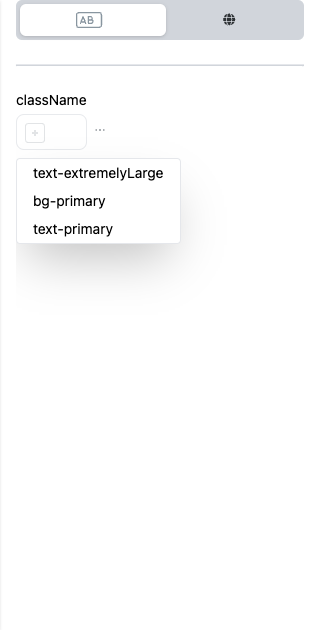 AB
className
...
text-extremelyLarge
bg-primary
text-primary